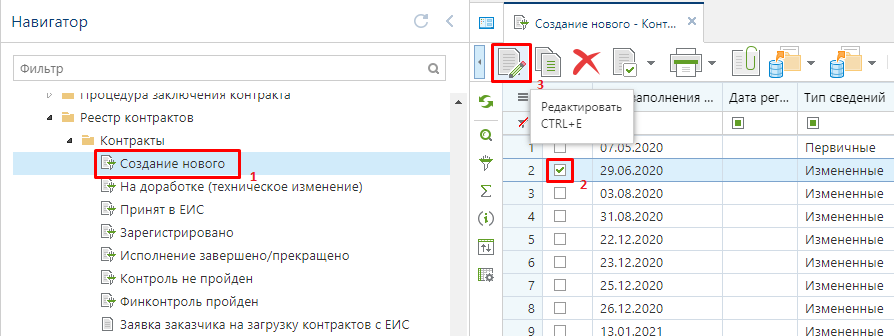 Навигатор
Фильтр
Процедура заключения контракта
Реестр контрактов
Контракты
Создание нового
1
На доработке (техническое изменение)
Принят в ЕИС
Зарегистрировано
Исполнение завершено/прекращено
Контроль не пройден
Финконтроль пройден
Заявка заказчика на загрузку контрактов с ЕИС
Создание нового - Конт...
3
Редактировать
CTRL+E
аполнения ... Дата рег... Тип сведений
1 07.05.2020 Первичные
2 29.06.2020 Измененные
2
3 03.08.2020 Измененные
4 31.08.2020 Измененные
5 22.12.2020 Измененные
6 23.12.2020 Измененные
7 25.12.2020 Измененные
8 26.12.2020 Измененные
9 13.01.2021 Измененные